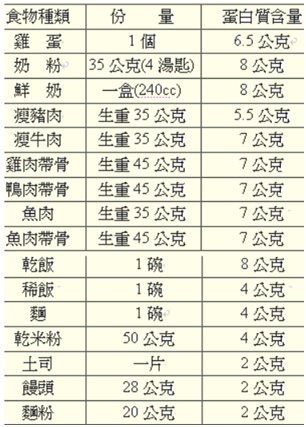 食物種類 份 量 蛋白質含量
雞 蛋 1 個 6.5 公克
奶 粉 35 公克(4 湯匙) 8 公克
鮮 奶 一盒(240cc) 8 公克
瘦豬肉 生重 35 公克 5.5 公克
瘦牛肉 生重 35 公克 7 公克
雞肉帶骨 生重 45 公克 7 公克
鴨肉帶骨 生重 45 公克 7 公克
魚肉 生重 35 公克 7 公克
魚肉帶骨 生重 45 公克 7 公克
乾飯 1 碗 8 公克
稀飯 1 碗 4 公克
麵 1 碗 4 公克
乾米粉 50 公克 4 公克
土司 一片 2 公克
饅頭 28 公克 2 公克
麵粉 20 公克 2 公克